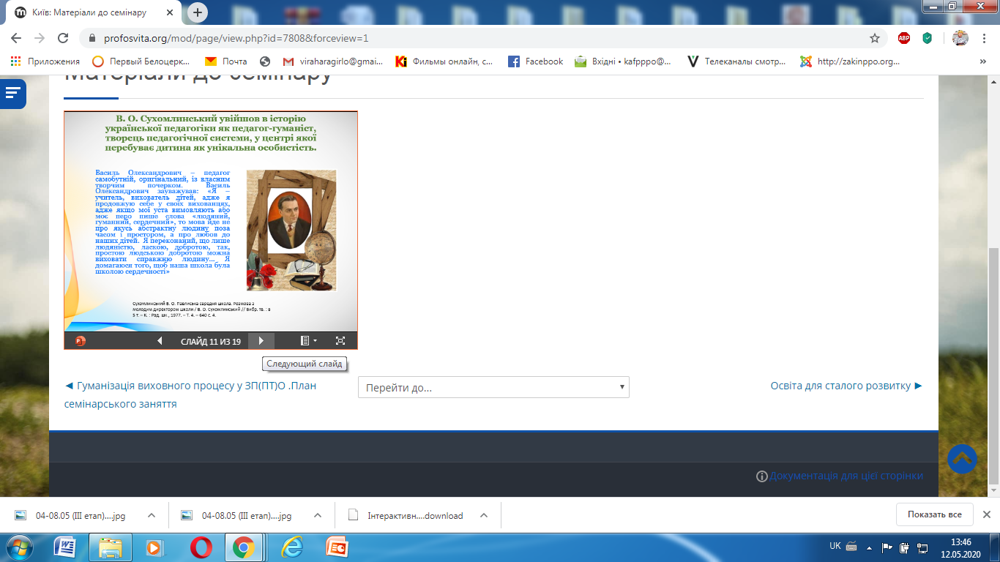 Київ: Матеріали до семінару
profosvita.org/mod/page/view.php?id=7808&forceview=1
ABP
Приложения
Первый Белоцерк...
Почта
viraharagirlo@gmai...
Фильмы онлайн, с...
Facebook
Вхідні • kafpppo@...
Телеканалы смотр...
http://zakinppo.org...
»
Матеріали до семінару
В. О. Сухомлинський увійшов в історію
української педагогіки як педагог-гуманіст,
творець педагогічної системи, у центрі якої
перебуває дитина як унікальна особистість.
Василь Олександрович – педагог
самобутній, оригінальний, із власним
творчим почерком. Василь
Олександрович зауважував: «Я –
учитель, вихователь дітей, адже я
продовжую себе у своїх вихованцях,
адже якщо мої уста вимовляють або
моє перо пише слова «людяний,
гуманний, сердечний», то мова йде не
про якусь абстрактну людину поза
часом і простором, а про любов до
наших дітей. Я переконаний, що лише
людяністю, ласкою, добротою, так,
простою людською добротою можна
виховати справжню людину... Я
домагаюся того, щоб наша школа була
школою сердечності»
Сухомлинський В. О. Павлиська середня школа. Розмова з
молодим директором школи / В. О. Сухомлинський // Вибр. тв. : в
5 т. – К. : Рад. шк., 1977. – Т. 4. – 640 с. 4.
СЛАЙД 11 ИЗ 19
Следующий слайд
◄ Гуманізація виховного процесу у ЗП(ПТ)О .План
семінарського заняття
Перейти до...
Освіта для сталого розвитку ►
Документація для цієї сторінки
04-08.05 (ІІІ етап)....jpg
04-08.05 (ІІІ етап)....jpg
Інтерактивн....download
Показать все
UK
13:46
12.05.2020